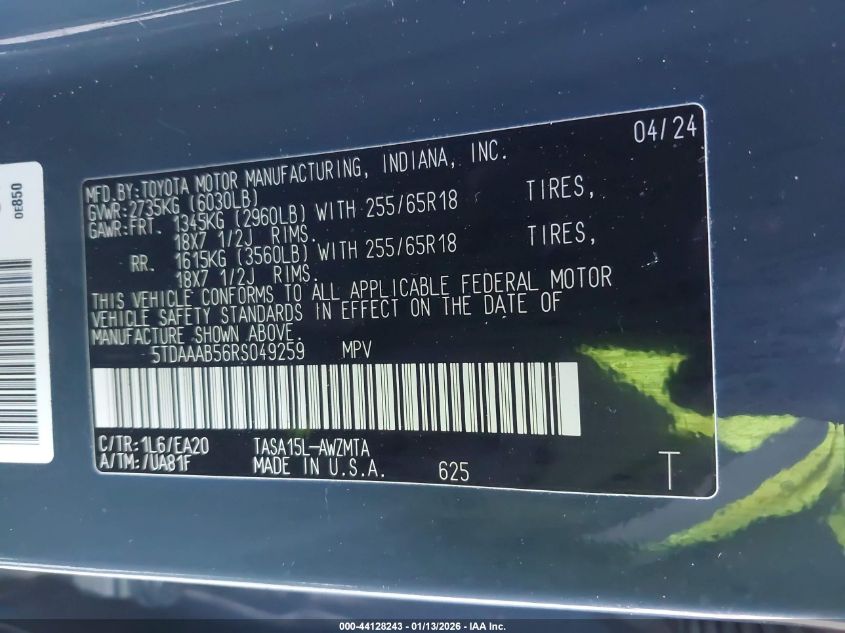 04/24
MFD.BY:TOYOTA MOTOR MANUFACTURING, INDIANA, INC.
GVWR:2735KG (6030LB)
GAWR:FRT. 1345KG (2960LB) WITH 255/65R18 TIRES,
18X7 1/2J RIMS.
RR. 1615KG (3560LB) WITH 255/65R18 TIRES,
18X7 1/2J RIMS.
THIS VEHICLE CONFORMS TO ALL APPLICABLE FEDERAL MOTOR
VEHICLE SAFETY STANDARDS IN EFFECT ON THE DATE OF
MANUFACTURE SHOWN ABOVE.
5TDAAAB56RS049259 MPV
C/TR:1L6/EA20 TASA15L-AWZMTA
A/TM:/UA81F MADE IN U.S.A. 625 T
0E850
000-44128243 - 01/13/2026 - IAA Inc.